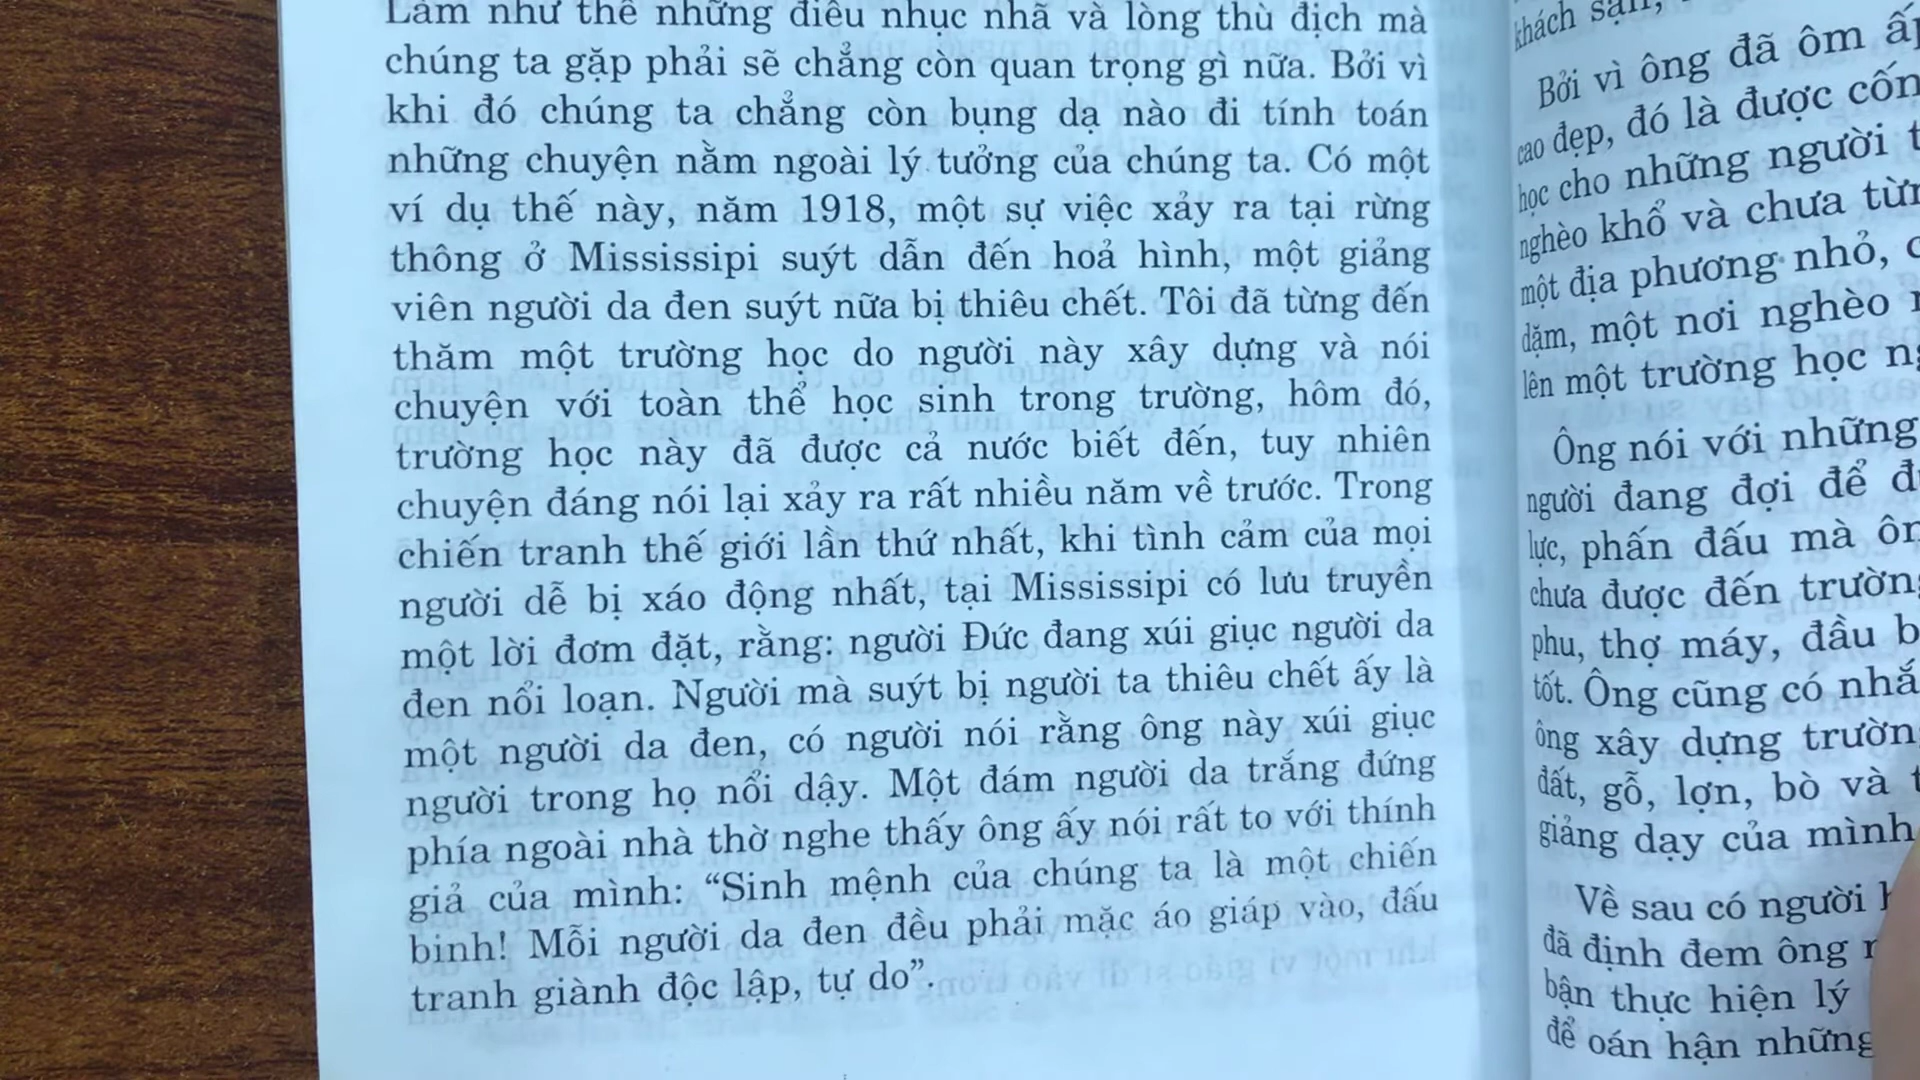 Làm như thế những điều nhục nhã và lòng thù địch mà
chúng ta gặp phải sẽ chẳng còn quan trọng gì nữa. Bởi vì
khi đó chúng ta chẳng còn bụng dạ nào đi tính toán
những chuyện nằm ngoài lý tưởng của chúng ta. Có một
ví dụ thế này, năm 1918, một sự việc xảy ra tại rừng
thông ở Mississipi suýt dẫn đến hoả hình, một giảng
viên người da đen suýt nữa bị thiêu chết. Tôi đã từng đến
thăm một trường học do người này xây dựng và nói
chuyện với toàn thể học sinh trong trường, hôm đó,
trường học này đã được cả nước biết đến, tuy nhiên
chuyện đáng nói lại xảy ra rất nhiều năm về trước. Trong
chiến tranh thế giới lần thứ nhất, khi tình cảm của mọi
người dễ bị xáo động nhất, tại Mississipi có lưu truyền
một lời đơm đặt, rằng: người Đức đang xúi giục người da
đen nổi loạn. Người mà suýt bị người ta thiêu chết ấy là
một người da đen, có người nói rằng ông này xúi giục
người trong họ nổi dậy. Một đám người da trắng đứng
phía ngoài nhà thờ nghe thấy ông ấy nói rất to với thính
giả của mình: “Sinh mệnh của chúng ta là một chiến
binh! Mỗi người da đen đều phải mặc áo giáp vào, đấu
tranh giành độc lập, tự do”.
khách sạn,
Bởi vì ông đã ôm
cao đẹp, đó là được
học cho những người
nghèo khổ và chưa
một địa phương nhỏ,
dặm, một nơi nghèo
lên một trường học
Ông nói với những
người đang đợi để
lực, phấn đấu mà
chưa được đến
phu, thợ máy, đầu
tốt. Ông cũng có
ông xây dựng
đất, gỗ, lợn, bò và
giảng dạy của mình
Về sau có người
đã định đem ông
bận thực hiện lý
để oán hận những